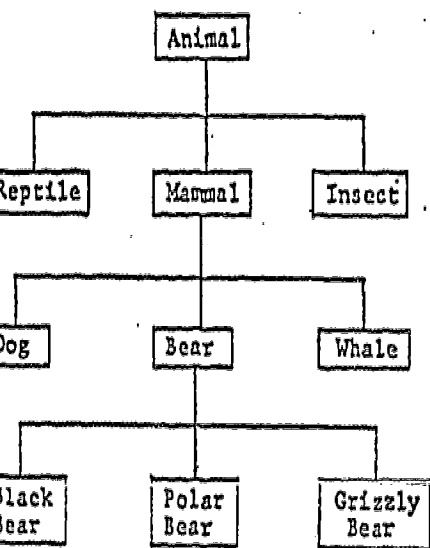 Animal
Reptile Mammal Insect
Dog Bear Whale
Black Polar Grizzly
Bear Bear Bear